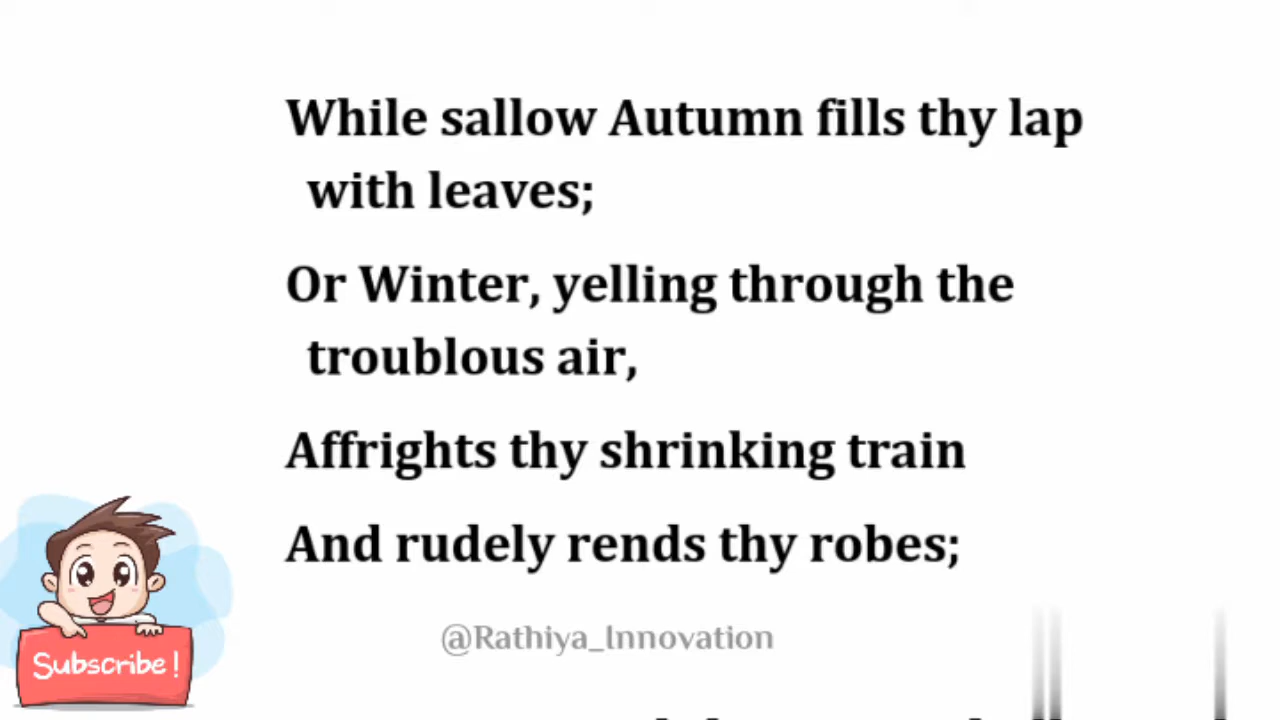 While sallow Autumn fills thy lap
with leaves;
Or Winter, yelling through the
troublous air,
Affrights thy shrinking train
And rudely rends thy robes;
@Rathiya_Innovation
Subscribe!